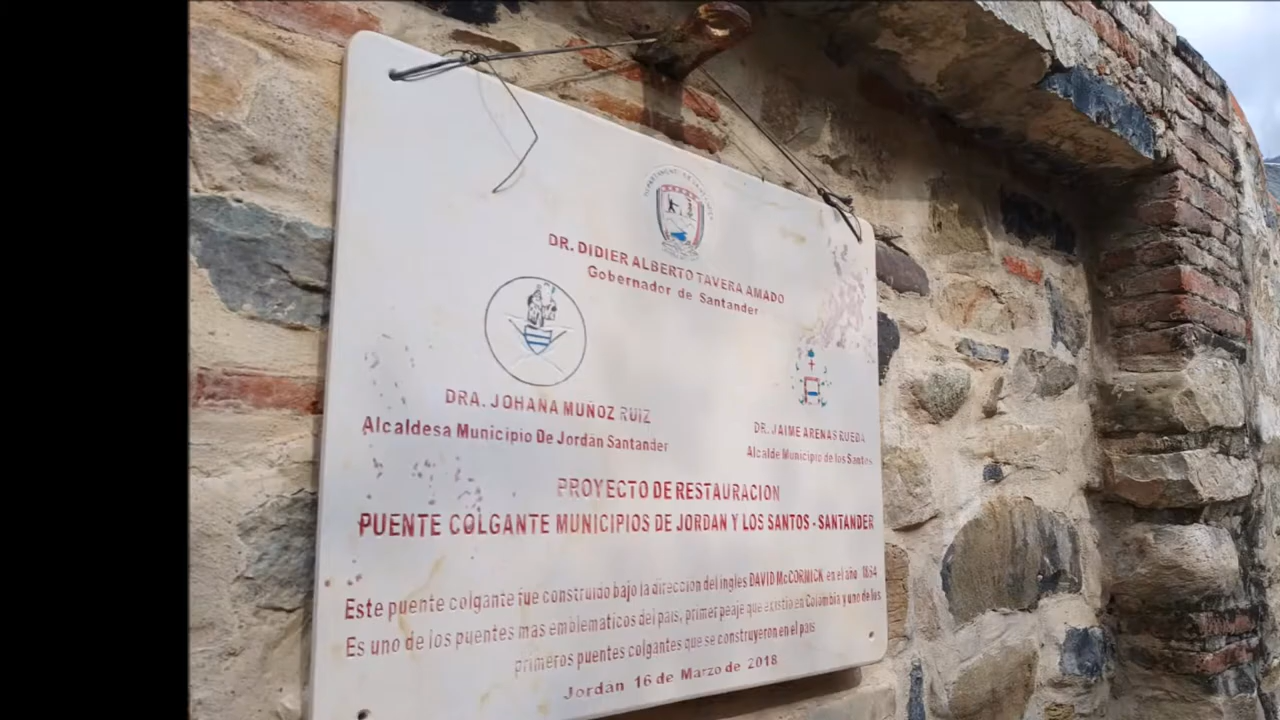 DR. DIDIER ALBERTO TAVERA AMADO
Gobernador de Santander
DRA. JOHANA MUÑOZ RUIZ
Alcaldesa Municipio De Jordán Santander
DR. JAIME ARENAS RUEDA
Alcalde Municipio de los Santos
PROYECTO DE RESTAURACION
PUENTE COLGANTE MUNICIPIOS DE JORDAN Y LOS SANTOS - SANTANDER
Este puente colgante fue construido bajo la direccion del ingles DAVID McCORNICK en el año 1864
Es uno de los puentes mas emblematicos del pais, primer peaje que existio en Colombia y uno de los
primeros puentes colgantes que se construyeron en el pais
Jordán 16 de Marzo de 2018